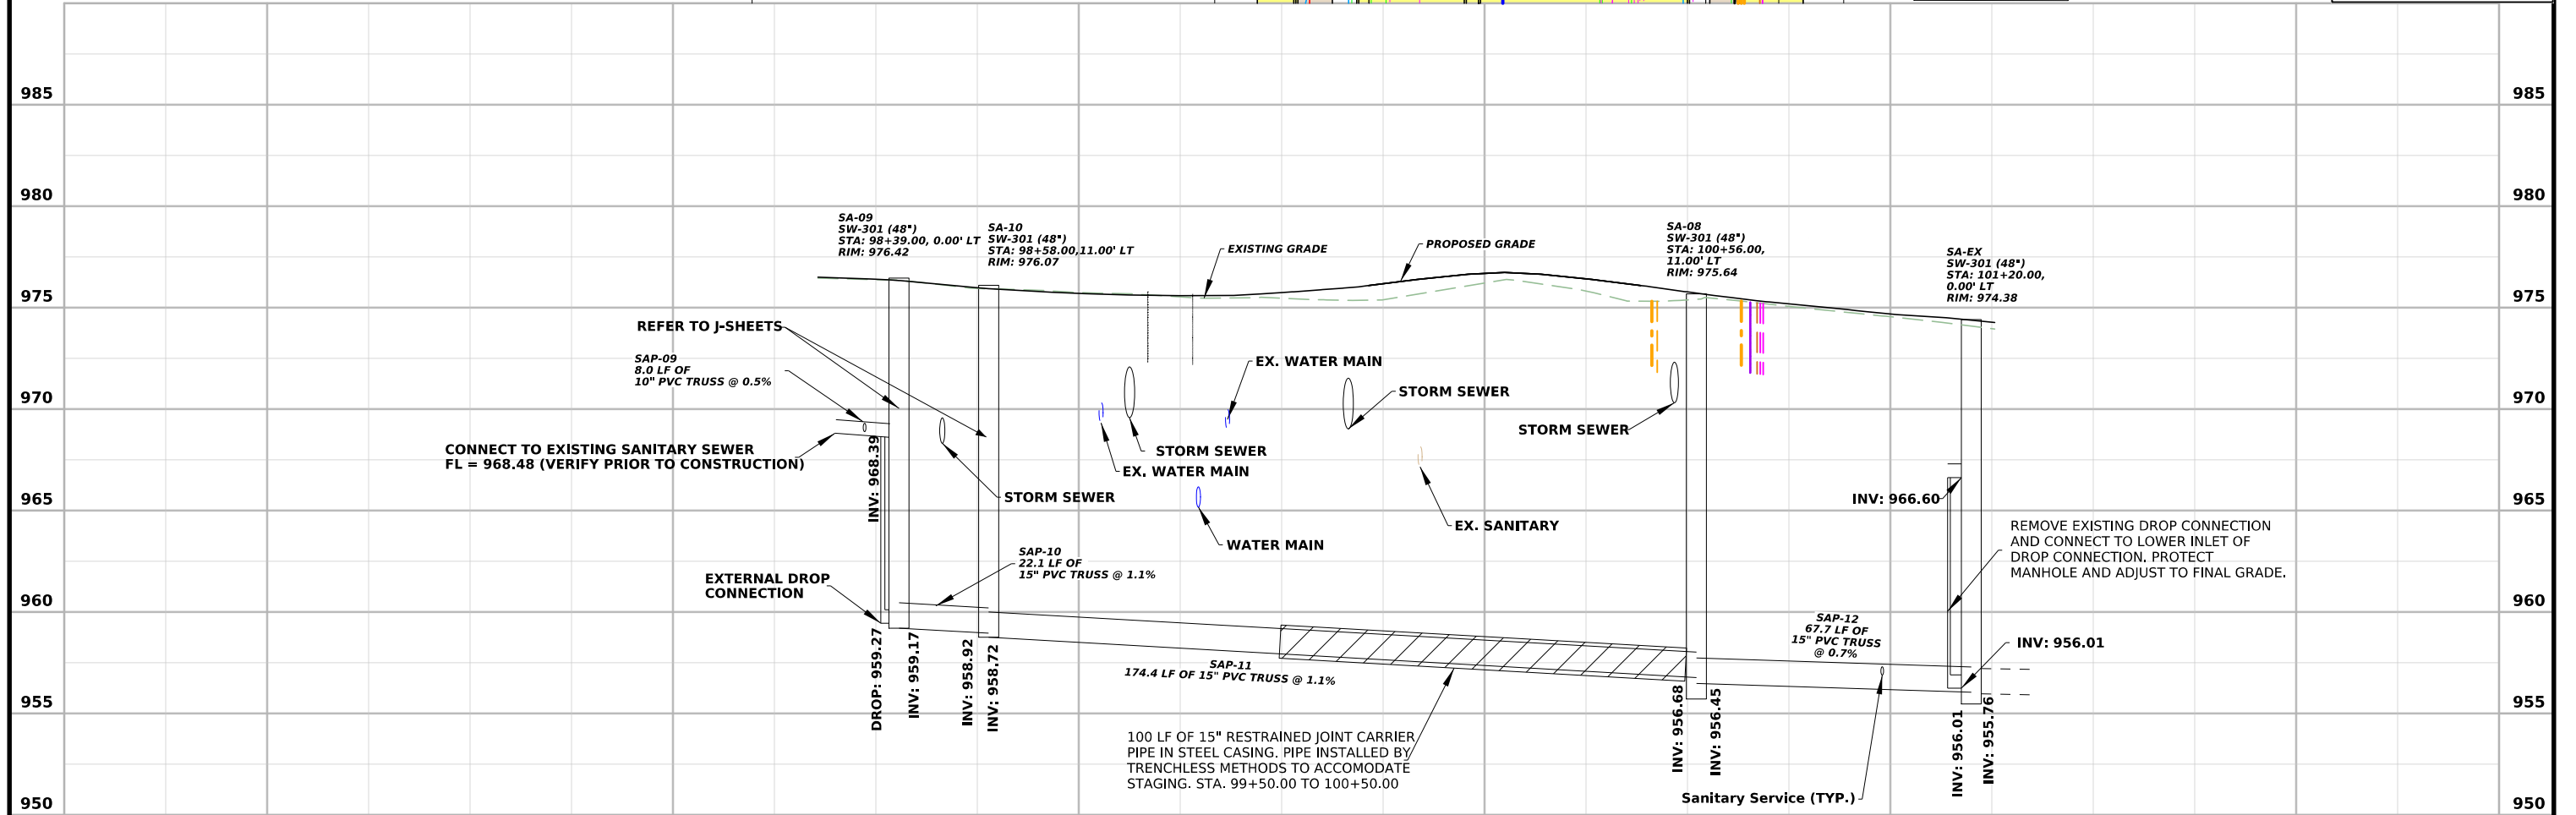 985
985
980
980
975
975
970
970
965
965
960
960
955
955
950
950
SA-09
SW-301 (48")
STA: 98+39.00, 0.00' LT
RIM: 976.42
SA-10
SW-301 (48")
STA: 98+58.00,11.00' LT
RIM: 976.07
EXISTING GRADE
PROPOSED GRADE
SA-08
SW-301 (48")
STA: 100+56.00,
11.00' LT
RIM: 975.64
SA-EX
SW-301 (48")
STA: 101+20.00,
0.00' LT
RIM: 974.38
REFER TO J-SHEETS
SAP-09
8.0 LF OF
10" PVC TRUSS @ 0.5%
CONNECT TO EXISTING SANITARY SEWER
FL = 968.48 (VERIFY PRIOR TO CONSTRUCTION)
INV: 968.39
STORM SEWER
EX. WATER MAIN
STORM SEWER
EX. WATER MAIN
STORM SEWER
STORM SEWER
WATER MAIN
EX. SANITARY
INV: 966.60
REMOVE EXISTING DROP CONNECTION
AND CONNECT TO LOWER INLET OF
DROP CONNECTION. PROTECT
MANHOLE AND ADJUST TO FINAL GRADE.
EXTERNAL DROP
CONNECTION
SAP-10
22.1 LF OF
15" PVC TRUSS @ 1.1%
DROP: 959.27
INV: 959.17
INV: 958.92
INV: 958.72
SAP-11
174.4 LF OF 15" PVC TRUSS @ 1.1%
100 LF OF 15" RESTRAINED JOINT CARRIER
PIPE IN STEEL CASING. PIPE INSTALLED BY
TRENCHLESS METHODS TO ACCOMODATE
STAGING. STA. 99+50.00 TO 100+50.00
INV: 956.68
INV: 956.45
SAP-12
67.7 LF OF
15" PVC TRUSS
@ 0.7%
INV: 956.01
Sanitary Service (TYP.)
INV: 956.01
INV: 955.76